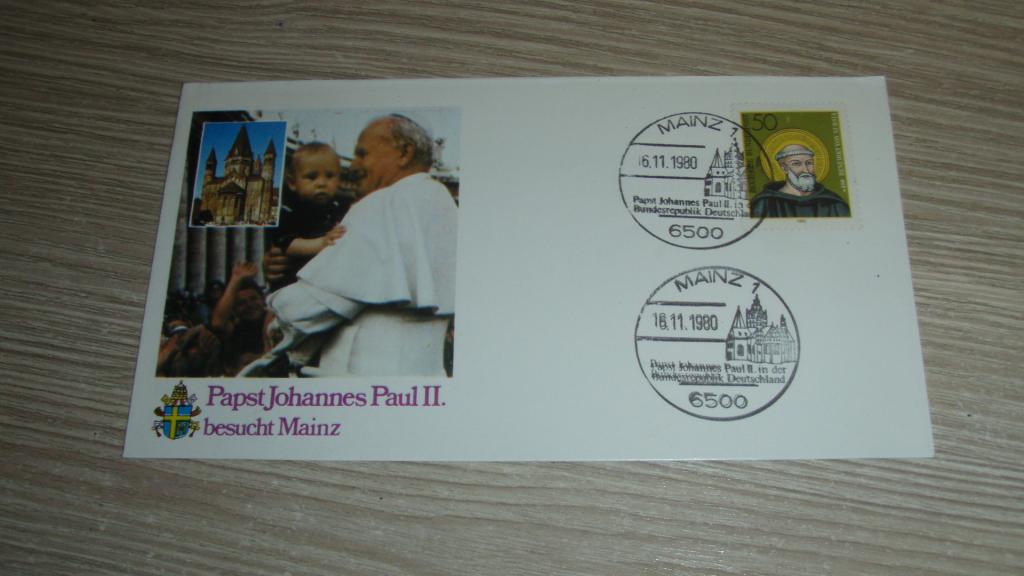 Papst Johannes Paul II.
besucht Mainz
MAINZ 1
16.11.1980
Papst Johannes Paul II. in
Bundesrepublik Deutschland
6500
50
MAINZ 1
16.11.1980
Papst Johannes Paul II. in der
Bundesrepublik Deutschland
6500